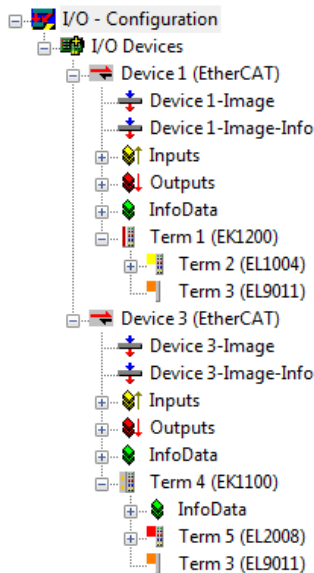 I/O - Configuration
I/O Devices
Device 1 (EtherCAT)
Device 1-Image
Device 1-Image-Info
Inputs
Outputs
InfoData
Term 1 (EK1200)
Term 2 (EL1004)
Term 3 (EL9011)
Device 3 (EtherCAT)
Device 3-Image
Device 3-Image-Info
Inputs
Outputs
InfoData
Term 4 (EK1100)
InfoData
Term 5 (EL2008)
Term 3 (EL9011)